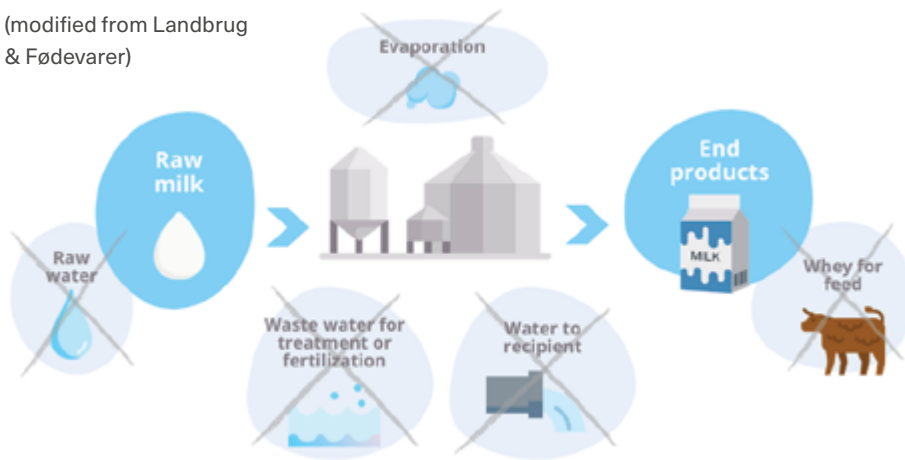 (modified from Landbrug
& Fødevarer)
Evaporation
Raw
milk
End
products
MILK
Raw
water
Whey for
feed
Waste water for
treatment or
fertilization
Water to
recipient